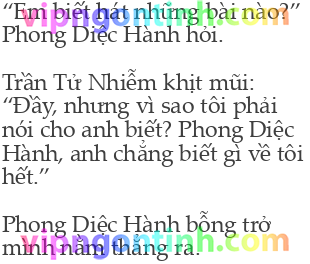 “Em biết hát những bài nào?”
Phong Diệc Hành hỏi.
Trần Tử Nhiễm khịt mũi:
“Đầy, nhưng vì sao tôi phải
nói cho anh biết? Phong Diệc
Hành, anh chẳng biết gì về tôi
hết.”
Phong Diệc Hành bỗng trở
mình nằm thẳng ra.
vipngontinh.com
vipngontinh.com